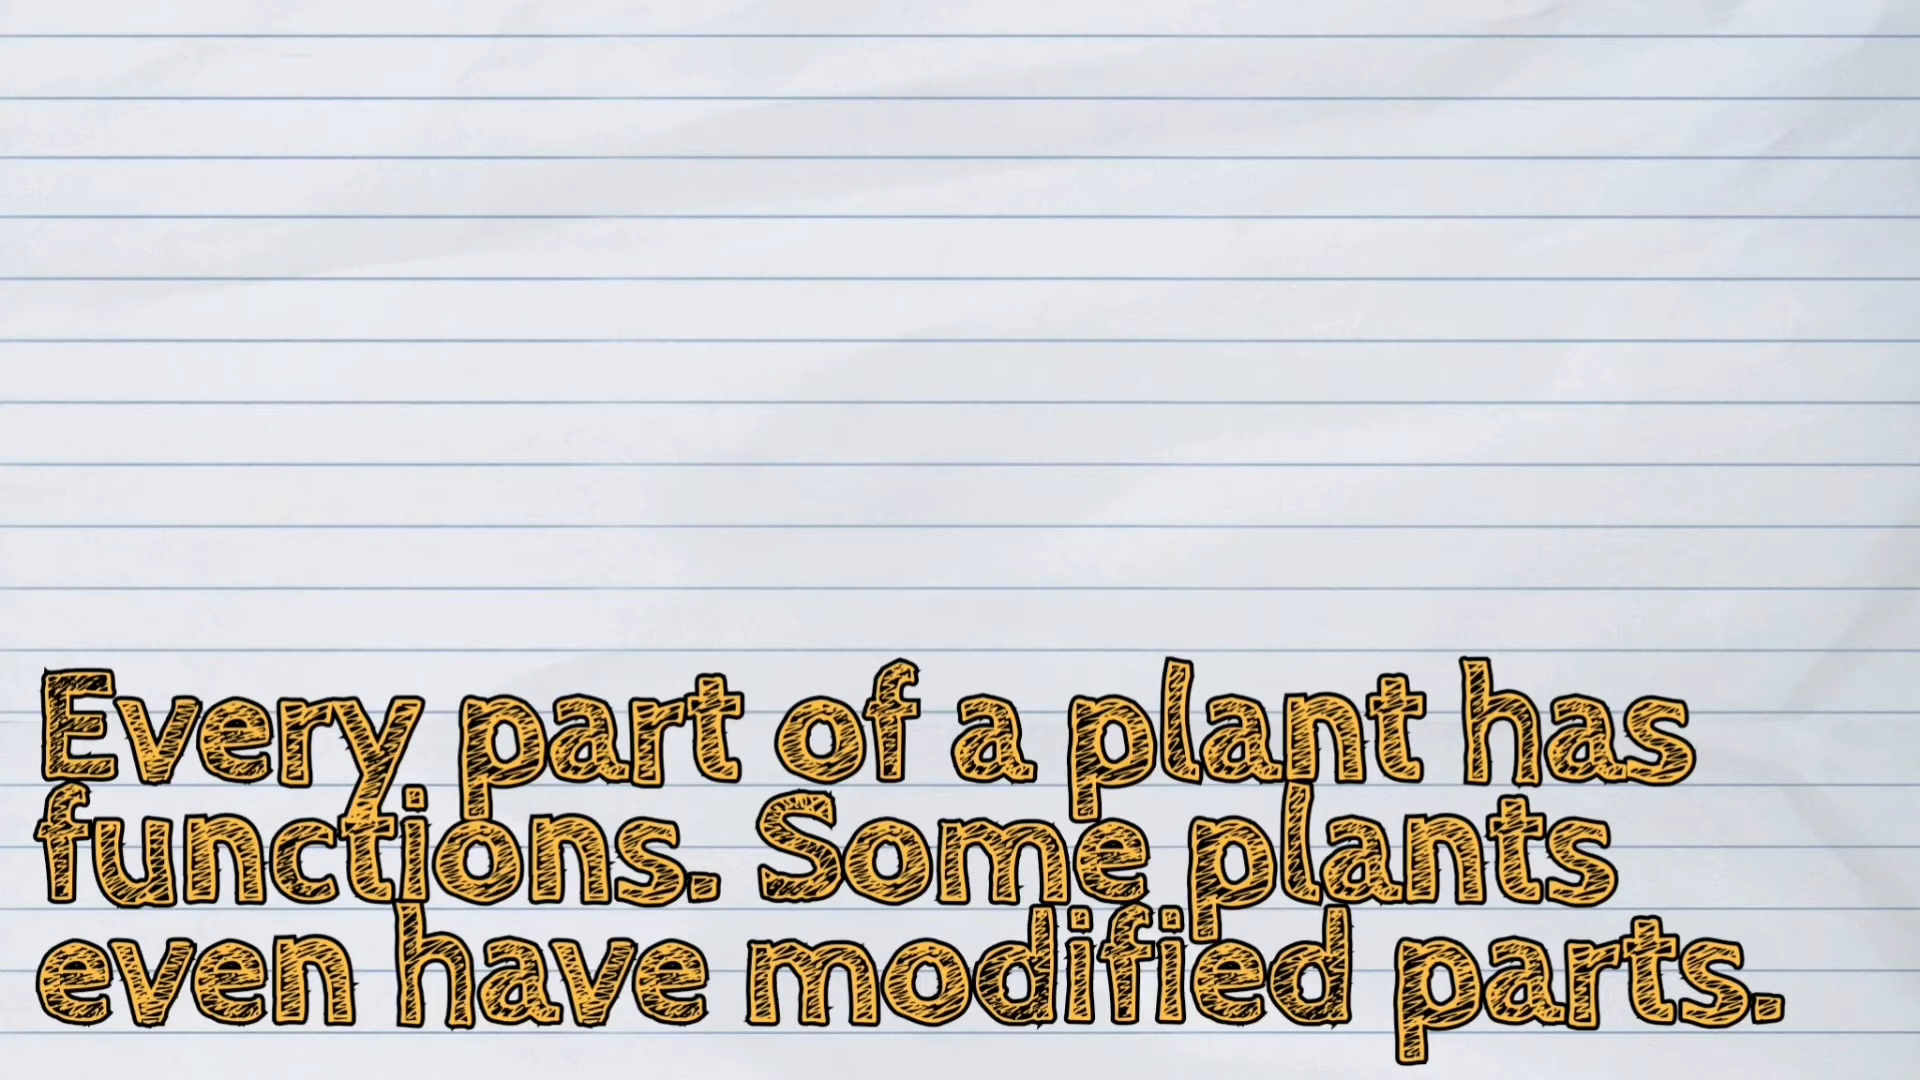 Every part of a plant has
functions. Some plants
even have modified parts.